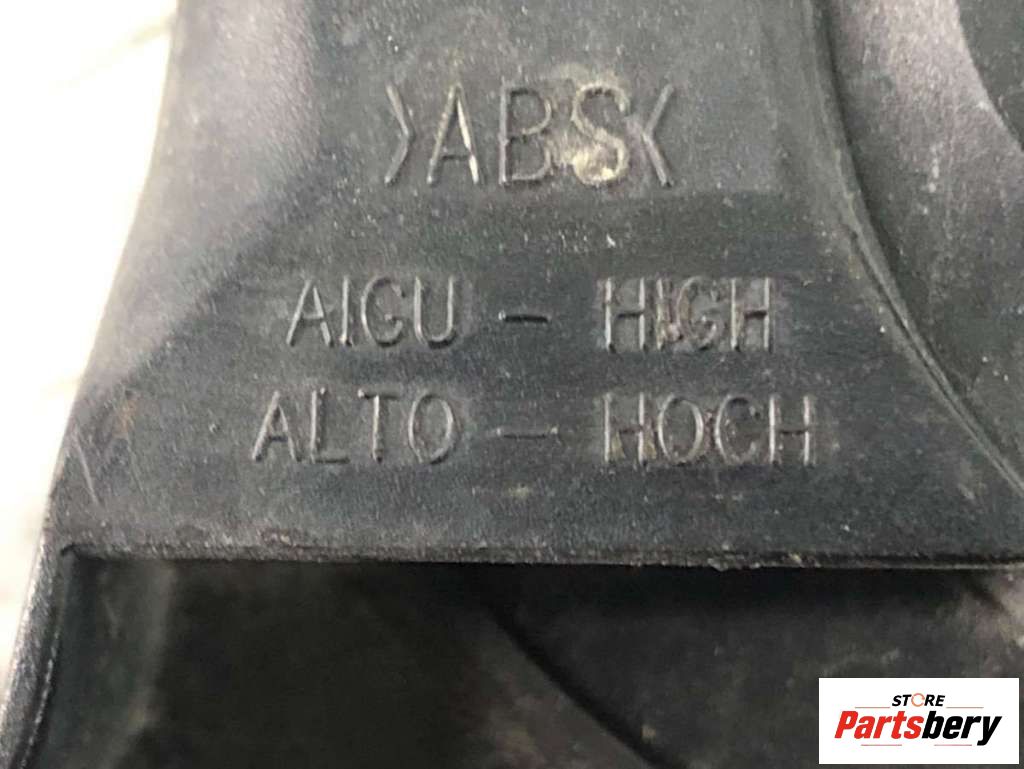 >ABS<
AIGU - HIGH
ALTO - HOCH
STORE
Partsbery